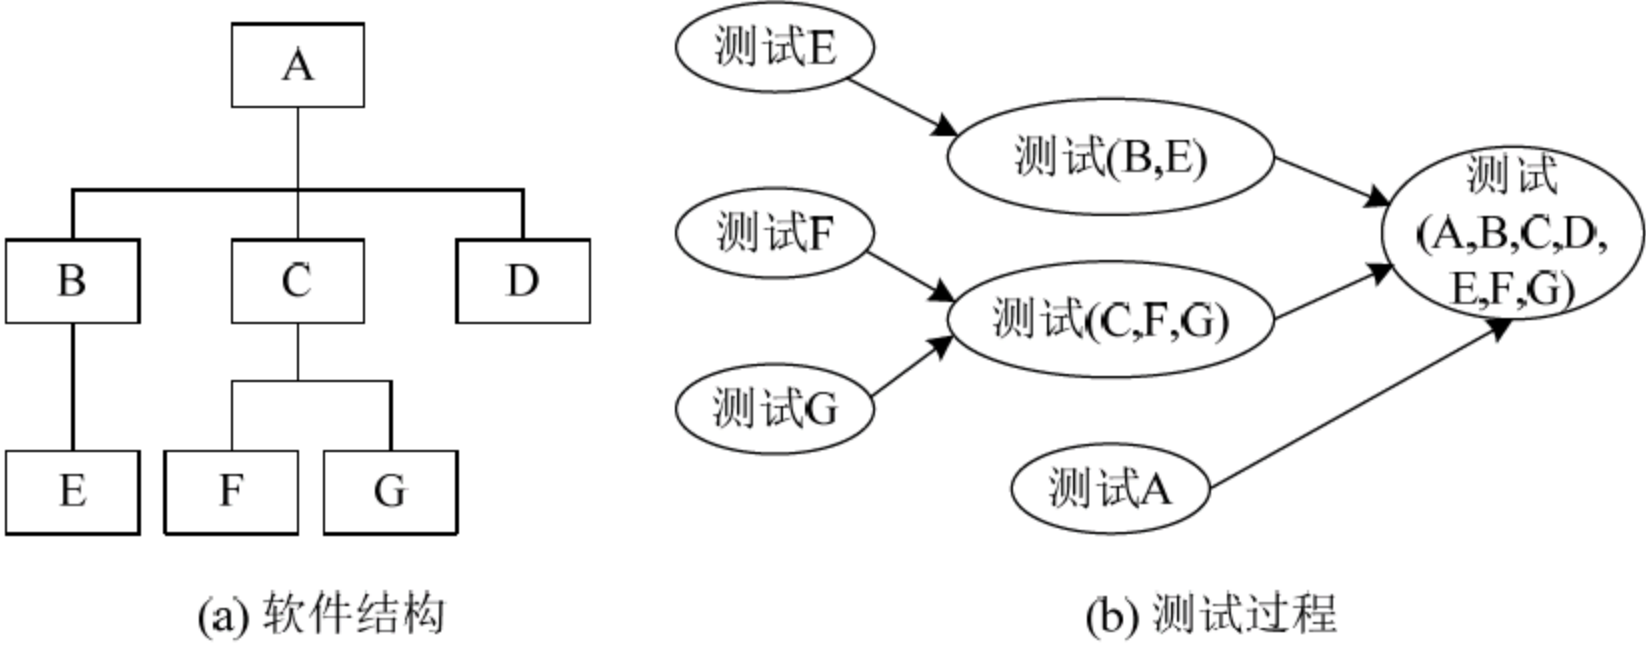 A
B
C
D
E
F
G
(a) 软件结构
测试E
测试(B,E)
测试F
测试(C,F,G)
测试G
测试A
测试
(A,B,C,D,
E,F,G)
(b) 测试过程